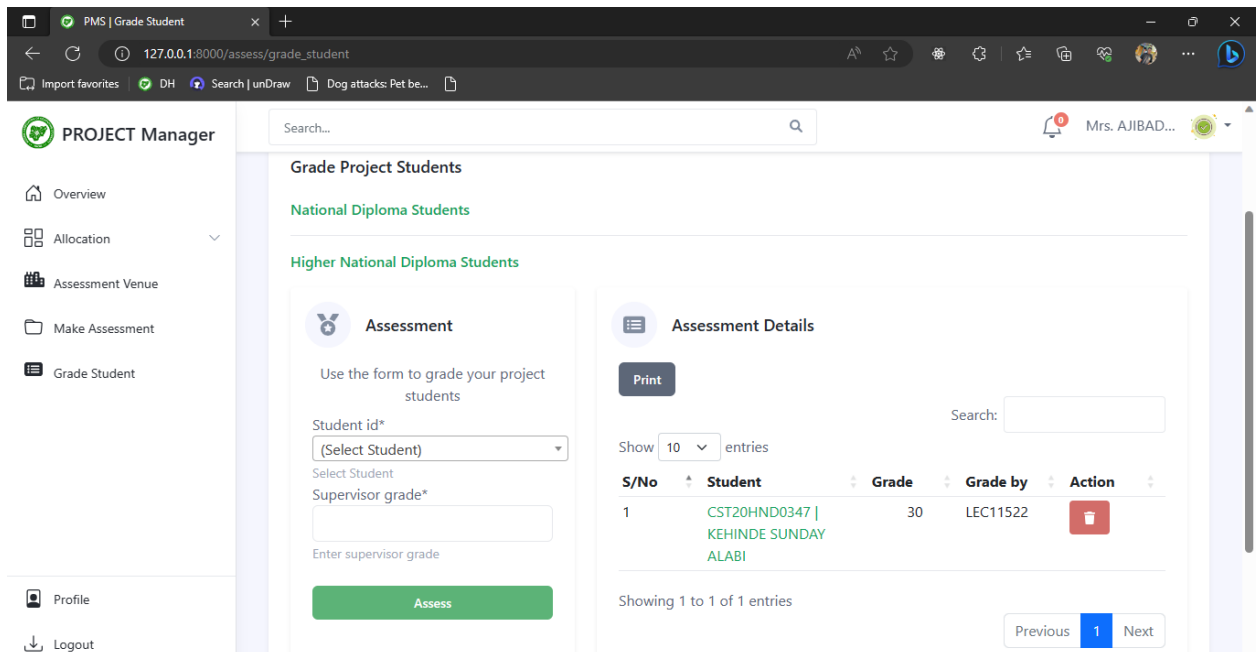 PMS | Grade Student
127.0.0.1:8000/assess/grade_student
Import favorites
DH
Search | unDraw
Dog attacks: Pet be...
PROJECT Manager
Search...
0
Mrs. AJIBAD...
Overview
Allocation
Assessment Venue
Make Assessment
Grade Student
Profile
Logout
Grade Project Students
National Diploma Students
Higher National Diploma Students
Assessment
Use the form to grade your project
students
Student id*
(Select Student)
Select Student
Supervisor grade*
Enter supervisor grade
Assess
Assessment Details
Print
Search:
Show 10 entries
S/No Student Grade Grade by Action
1 CST20HND0347 | 30 LEC11522
KEHINDE SUNDAY
ALABI
Showing 1 to 1 of 1 entries
Previous 1 Next